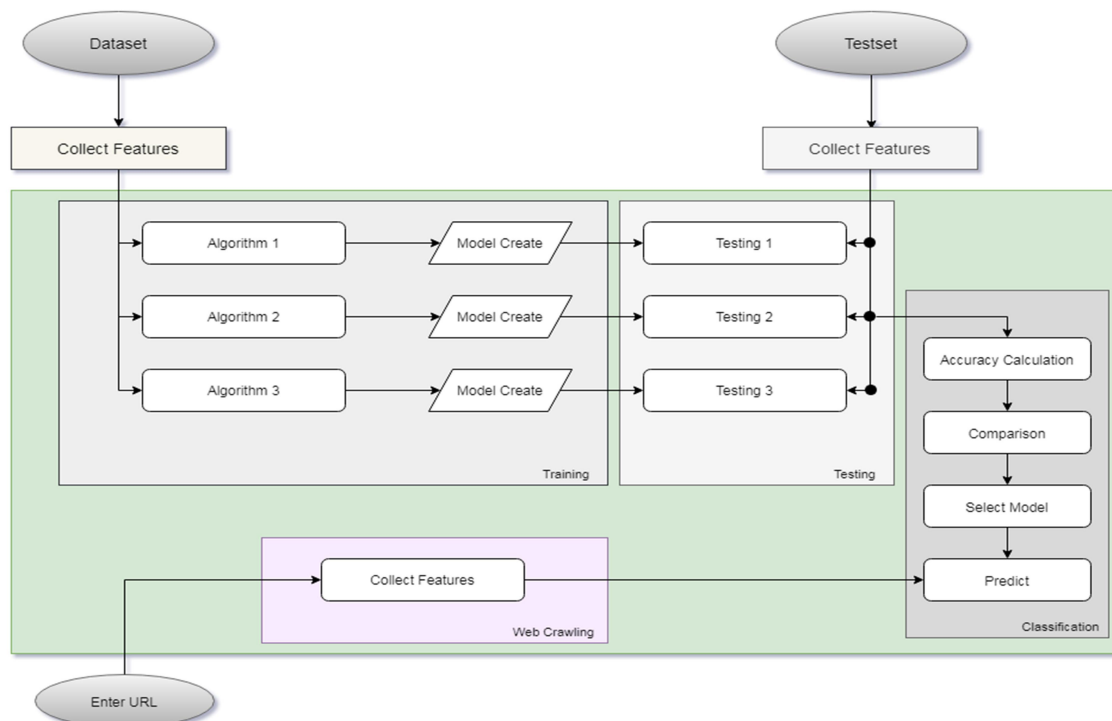 Dataset
Testset
Collect Features
Collect Features
Algorithm 1
Model Create
Testing 1
Algorithm 2
Model Create
Testing 2
Algorithm 3
Model Create
Testing 3
Training
Testing
Accuracy Calculation
Comparison
Select Model
Predict
Classification
Collect Features
Web Crawling
Enter URL